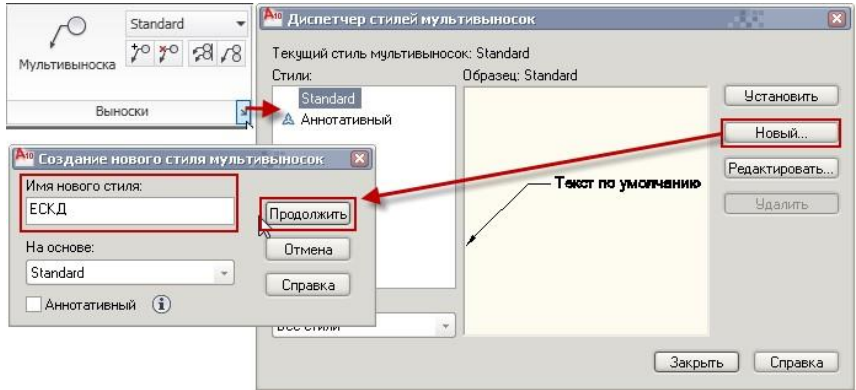 Standard
Мультивыноска
Выноски
Диспетчер стилей мультивыносок
Текущий стиль мультивыносок: Standard
Стили:
Образец: Standard
Standard
Аннотативный
Текст по умолчанию
Установить
Новый...
Редактировать...
Удалить
Создание нового стиля мультивыносок
Имя нового стиля:
ЕСКД
Продолжить
На основе:
Отмена
Standard
Справка
Аннотативный
Все стили
Закрыть
Справка